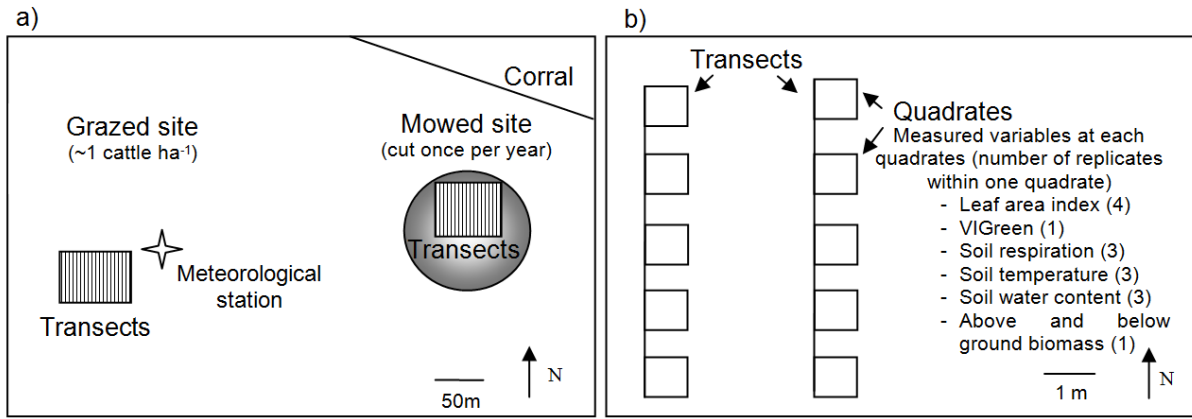 a)
Corral
Grazed site
(~1 cattle ha⁻¹)
Mowed site
(cut once per year)
Transects
Meteorological
station
Transects
50m
N
b)
Transects
Quadrates
Measured variables at each
quadrates (number of replicates
within one quadrate)
- Leaf area index (4)
- VIGreen (1)
- Soil respiration (3)
- Soil temperature (3)
- Soil water content (3)
- Above and below
ground biomass (1)
1 m
N